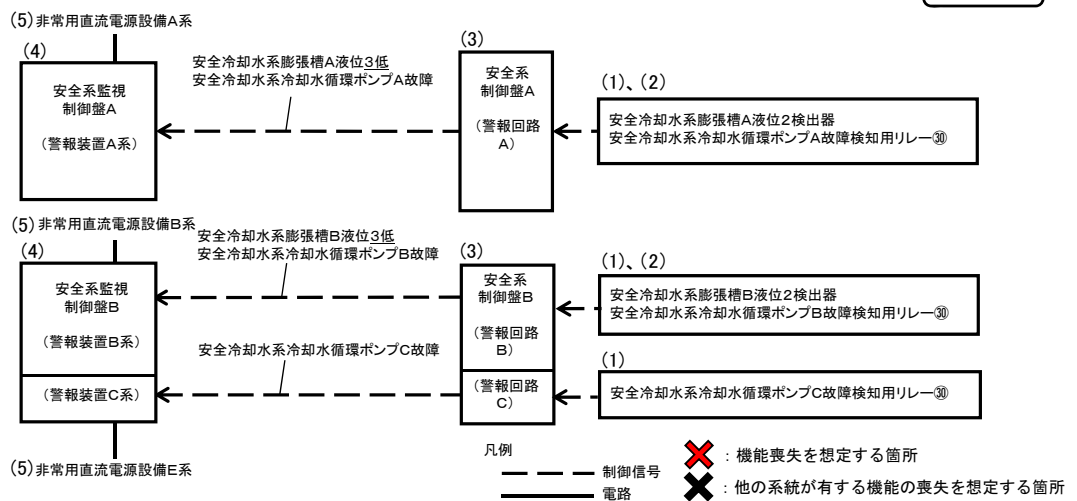 (5)非常用直流電源設備A系
(4)
安全系監視
制御盤A
(警報装置A系)
安全冷却水系膨張槽A液位3低
安全冷却水系冷却水循環ポンプA故障
(3)
安全系
制御盤A
(警報回路
A)
(1)、(2)
安全冷却水系膨張槽A液位2検出器
安全冷却水系冷却水循環ポンプA故障検知用リレー㉚
(5)非常用直流電源設備B系
(4)
安全系監視
制御盤B
(警報装置B系)
(警報装置C系)
安全冷却水系膨張槽B液位3低
安全冷却水系冷却水循環ポンプB故障
安全冷却水系冷却水循環ポンプC故障
(3)
安全系
制御盤B
(警報回路
B)
(警報回路
C)
(1)、(2)
安全冷却水系膨張槽B液位2検出器
安全冷却水系冷却水循環ポンプB故障検知用リレー㉚
(1)
安全冷却水系冷却水循環ポンプC故障検知用リレー㉚
(5)非常用直流電源設備E系
凡例
制御信号
電路
：機能喪失を想定する箇所
：他の系統が有する機能の喪失を想定する箇所